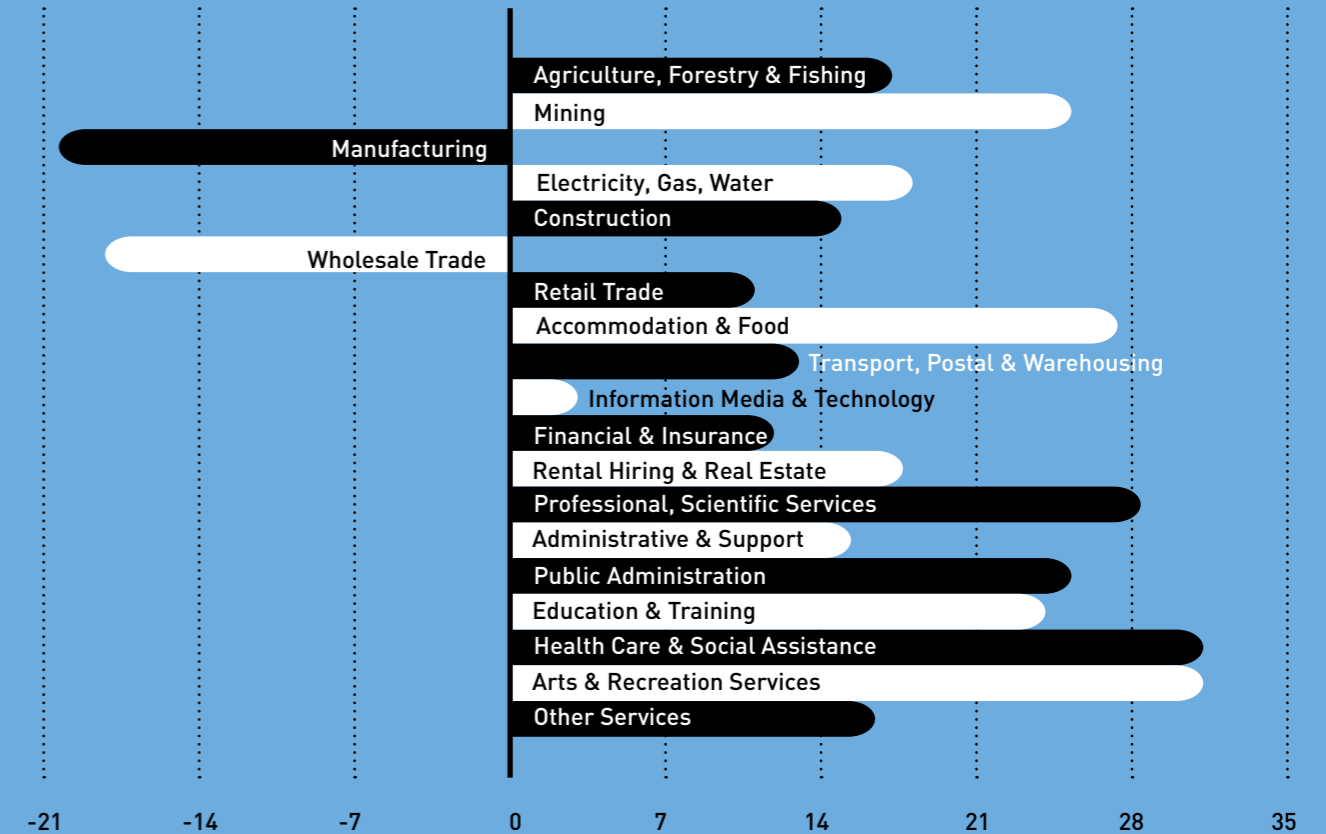 Agriculture, Forestry & Fishing
Mining
Manufacturing
Electricity, Gas, Water
Construction
Wholesale Trade
Retail Trade
Accommodation & Food
Transport, Postal & Warehousing
Information Media & Technology
Financial & Insurance
Rental Hiring & Real Estate
Professional, Scientific Services
Administrative & Support
Public Administration
Education & Training
Health Care & Social Assistance
Arts & Recreation Services
Other Services
-21 -14 -7 0 7 14 21 28 35